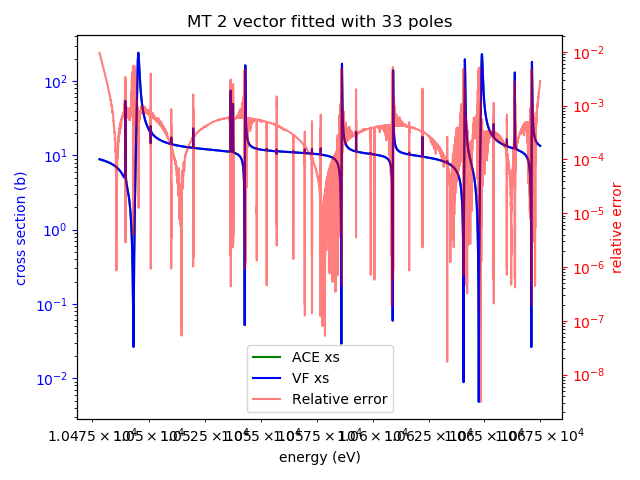 MT 2 vector fitted with 33 poles
10²
10¹
10⁰
10⁻¹
10⁻²
cross section (b)
10⁻²
10⁻³
10⁻⁴
10⁻⁵
10⁻⁶
10⁻⁷
10⁻⁸
relative error
ACE xs
VF xs
Relative error
energy (eV)